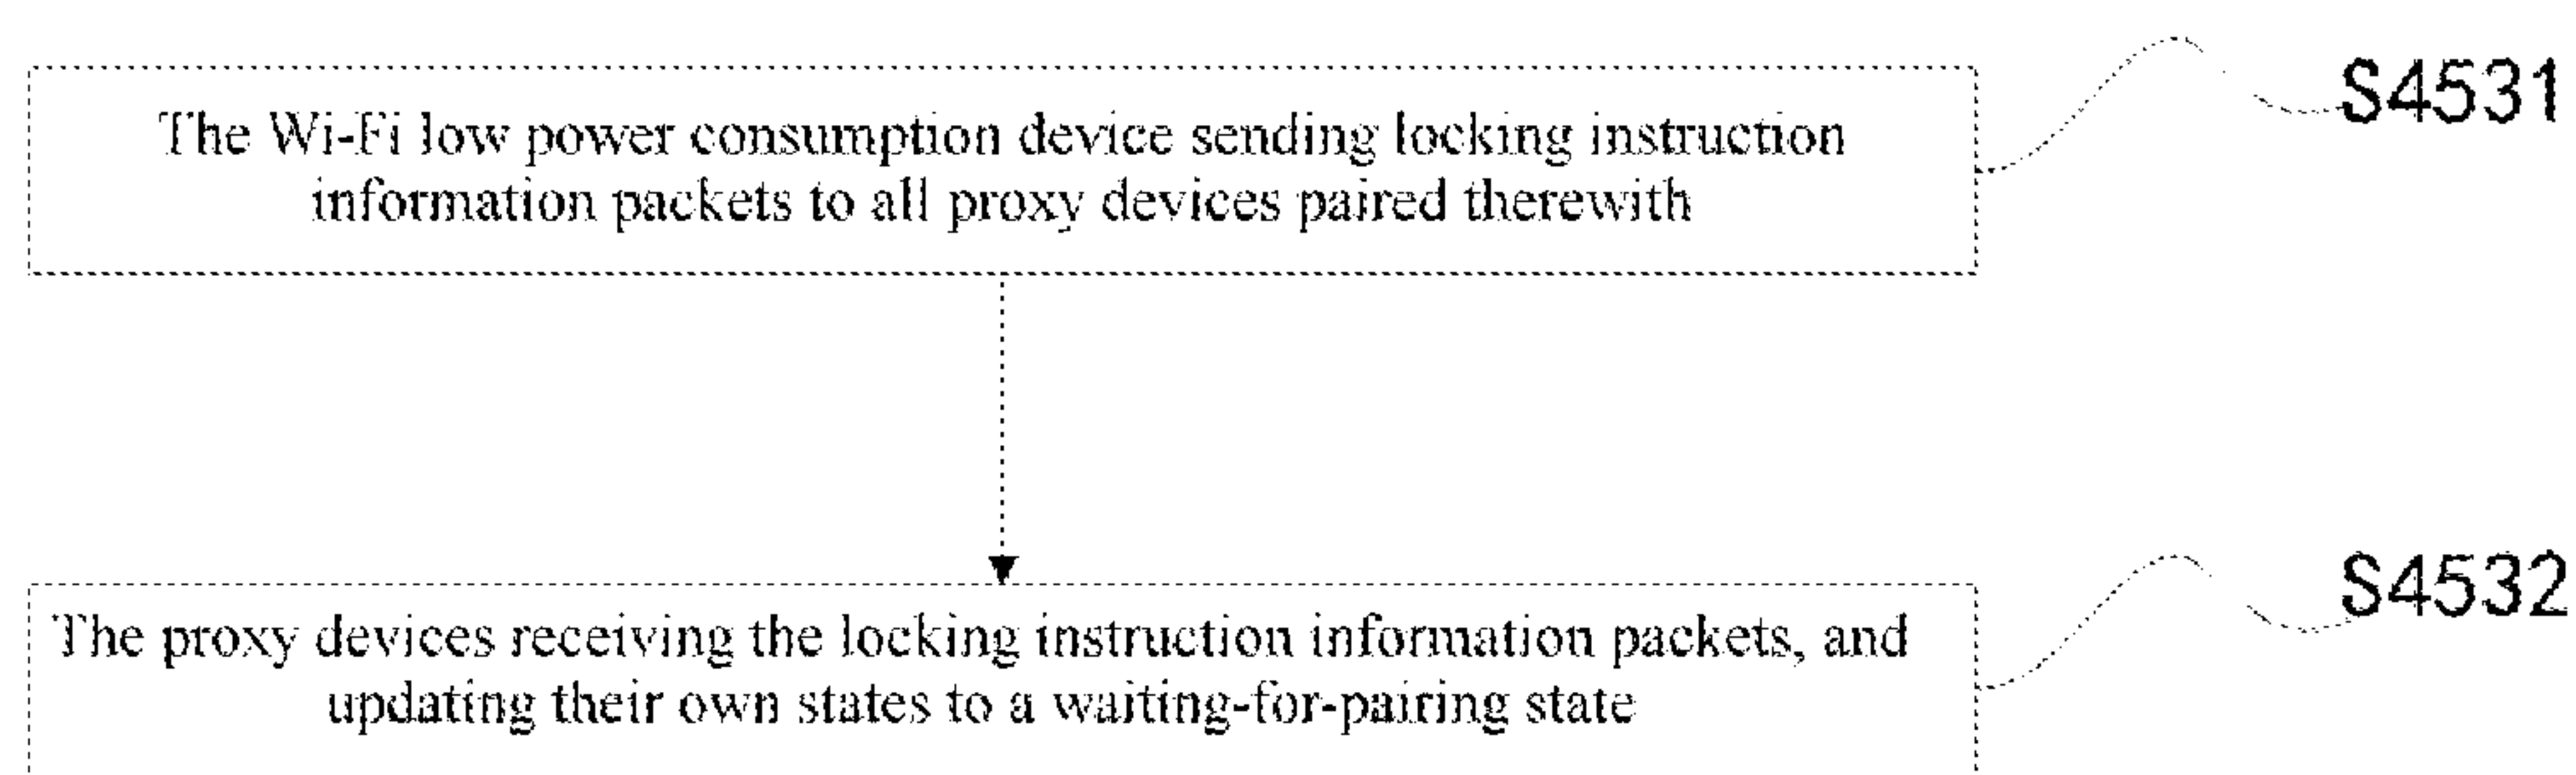 The Wi-Fi low power consumption device sending locking instruction
information packets to all proxy devices paired therewith
S4531
The proxy devices receiving the locking instruction information packets, and
updating their own states to a waiting-for-pairing state
S4532